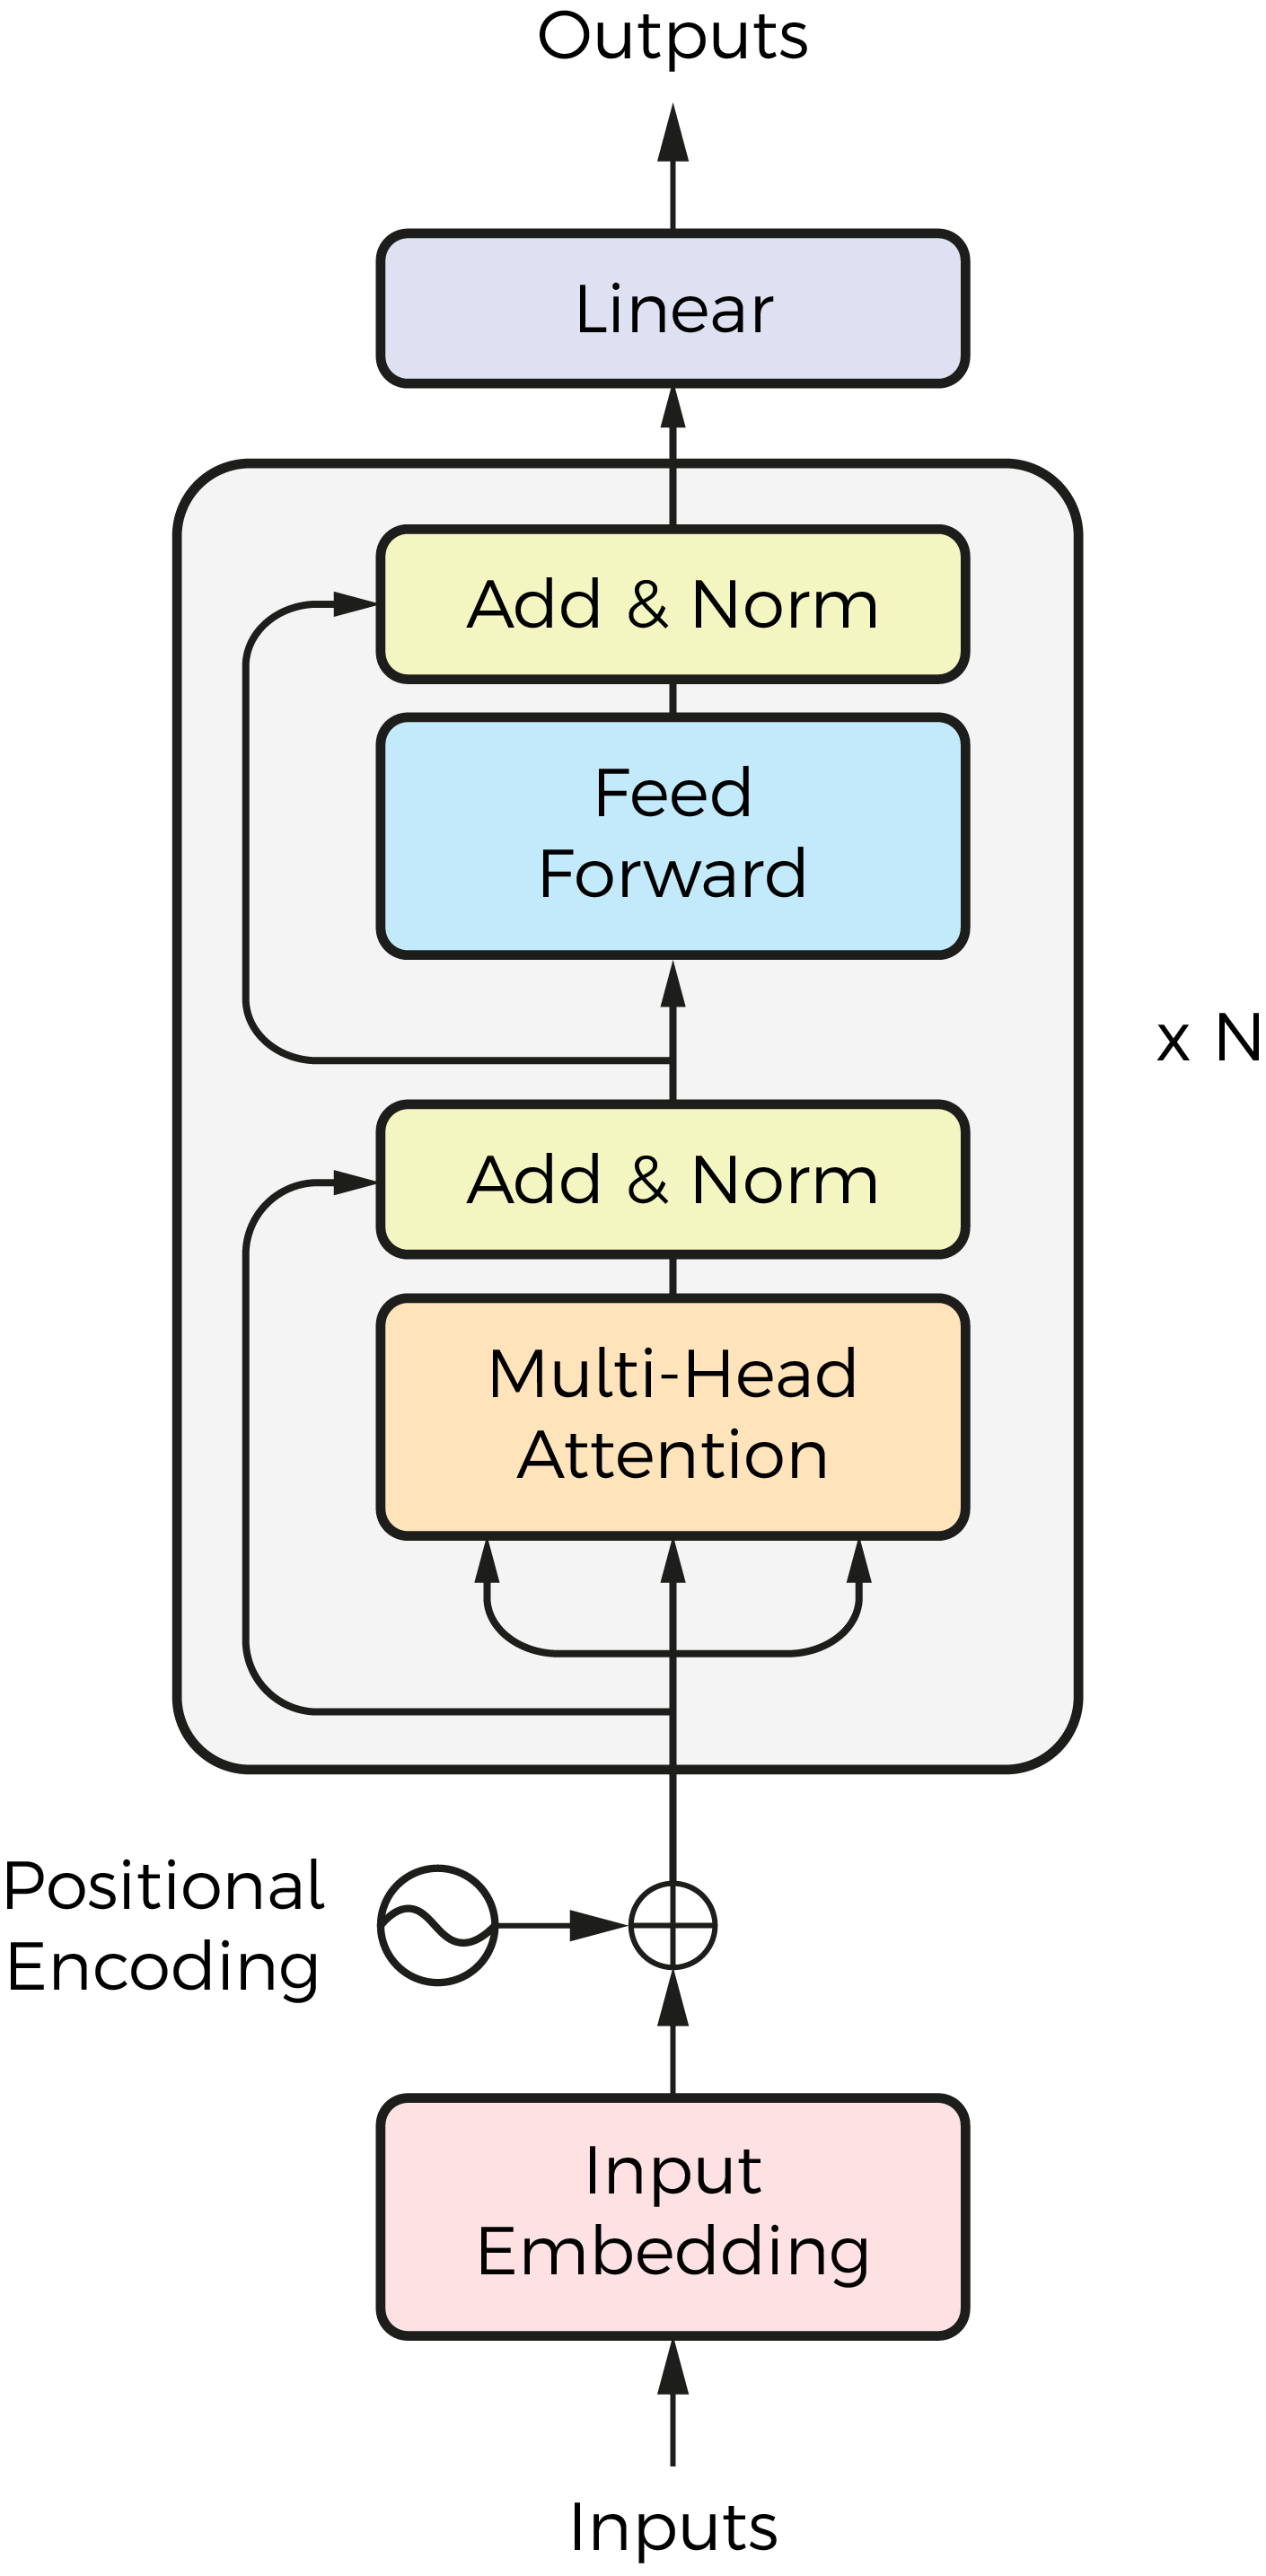 Outputs
Linear
Add & Norm
Feed
Forward
x N
Add & Norm
Multi-Head
Attention
Positional
Encoding
Input
Embedding
Inputs